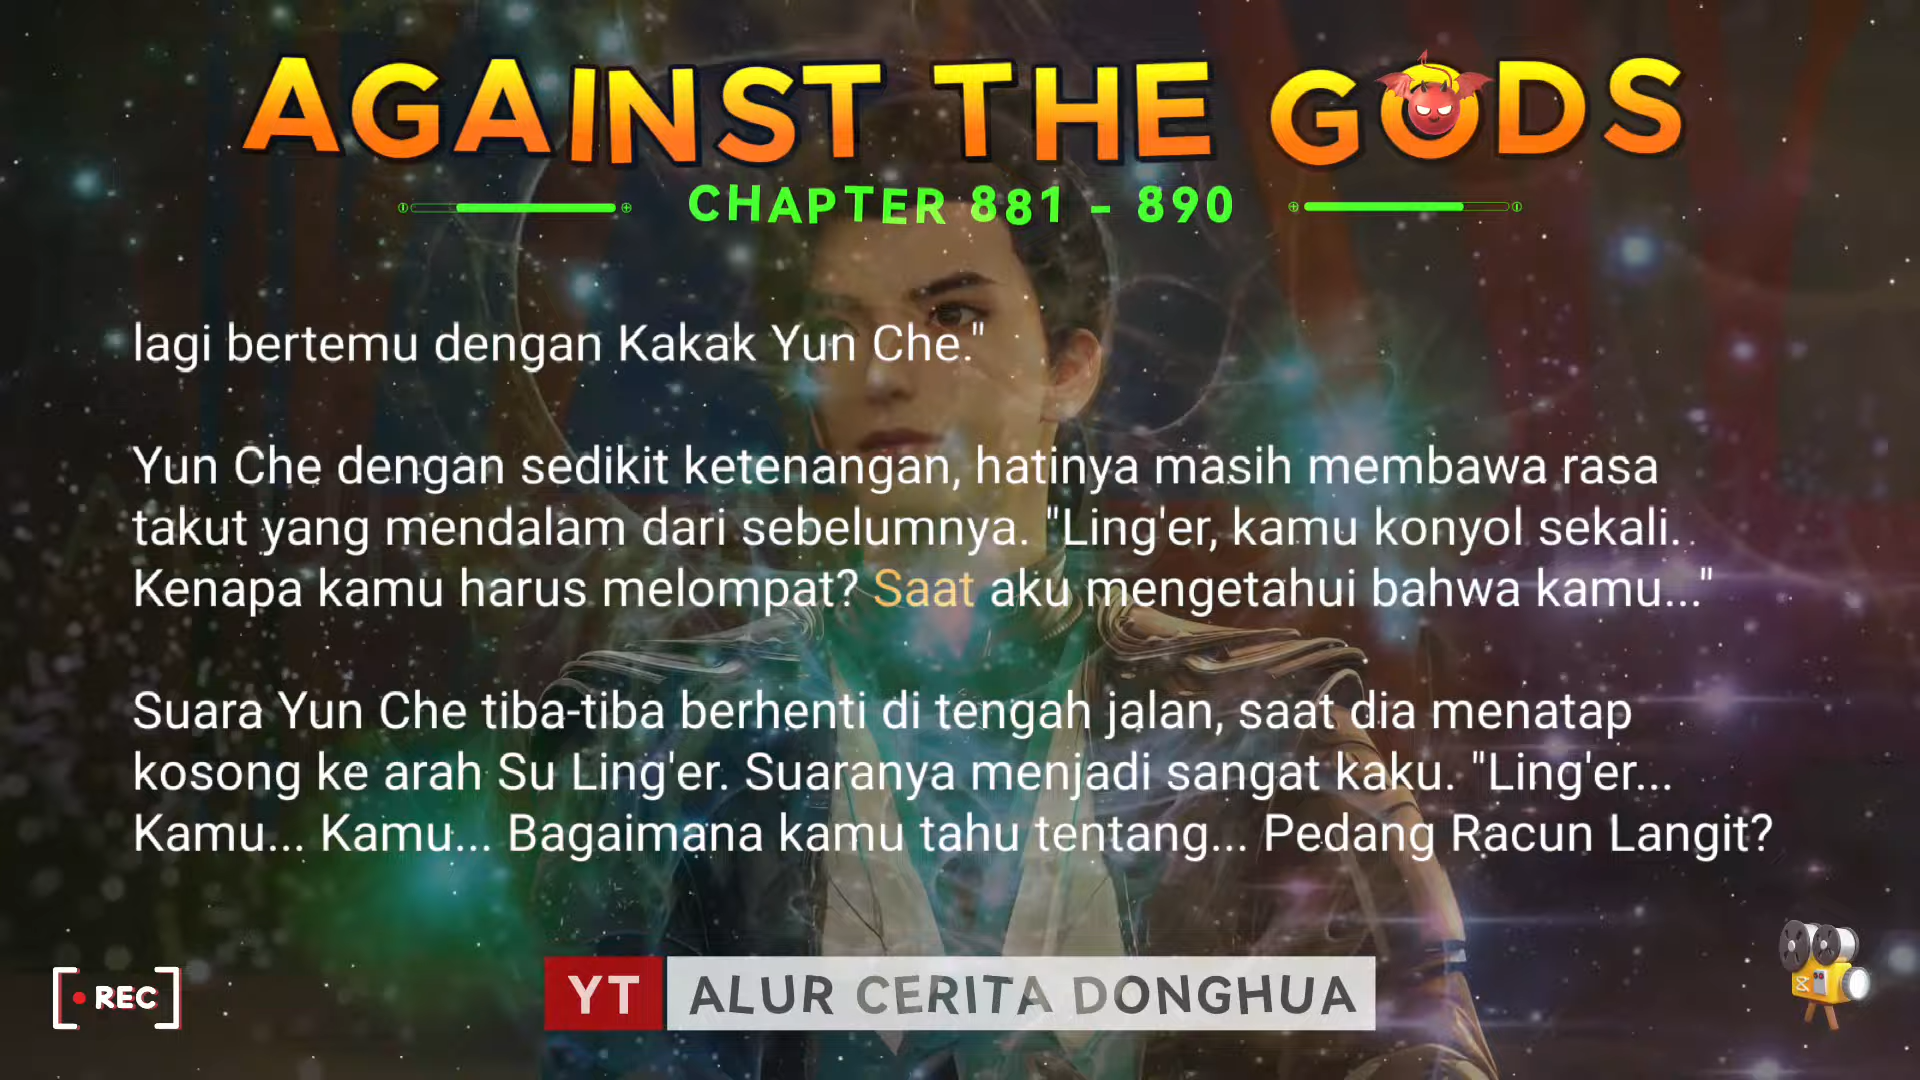 AGAINST THE GODS
CHAPTER 881 - 890
lagi bertemu dengan Kakak Yun Che."
Yun Che dengan sedikit ketenangan, hatinya masih membawa rasa
takut yang mendalam dari sebelumnya. "Ling'er, kamu konyol sekali.
Kenapa kamu harus melompat? Saat aku mengetahui bahwa kamu..."
Suara Yun Che tiba-tiba berhenti di tengah jalan, saat dia menatap
kosong ke arah Su Ling'er. Suaranya menjadi sangat kaku. "Ling'er...
Kamu... Kamu... Bagaimana kamu tahu tentang... Pedang Racun Langit?
REC
YT ALUR CERITA DONGHUA